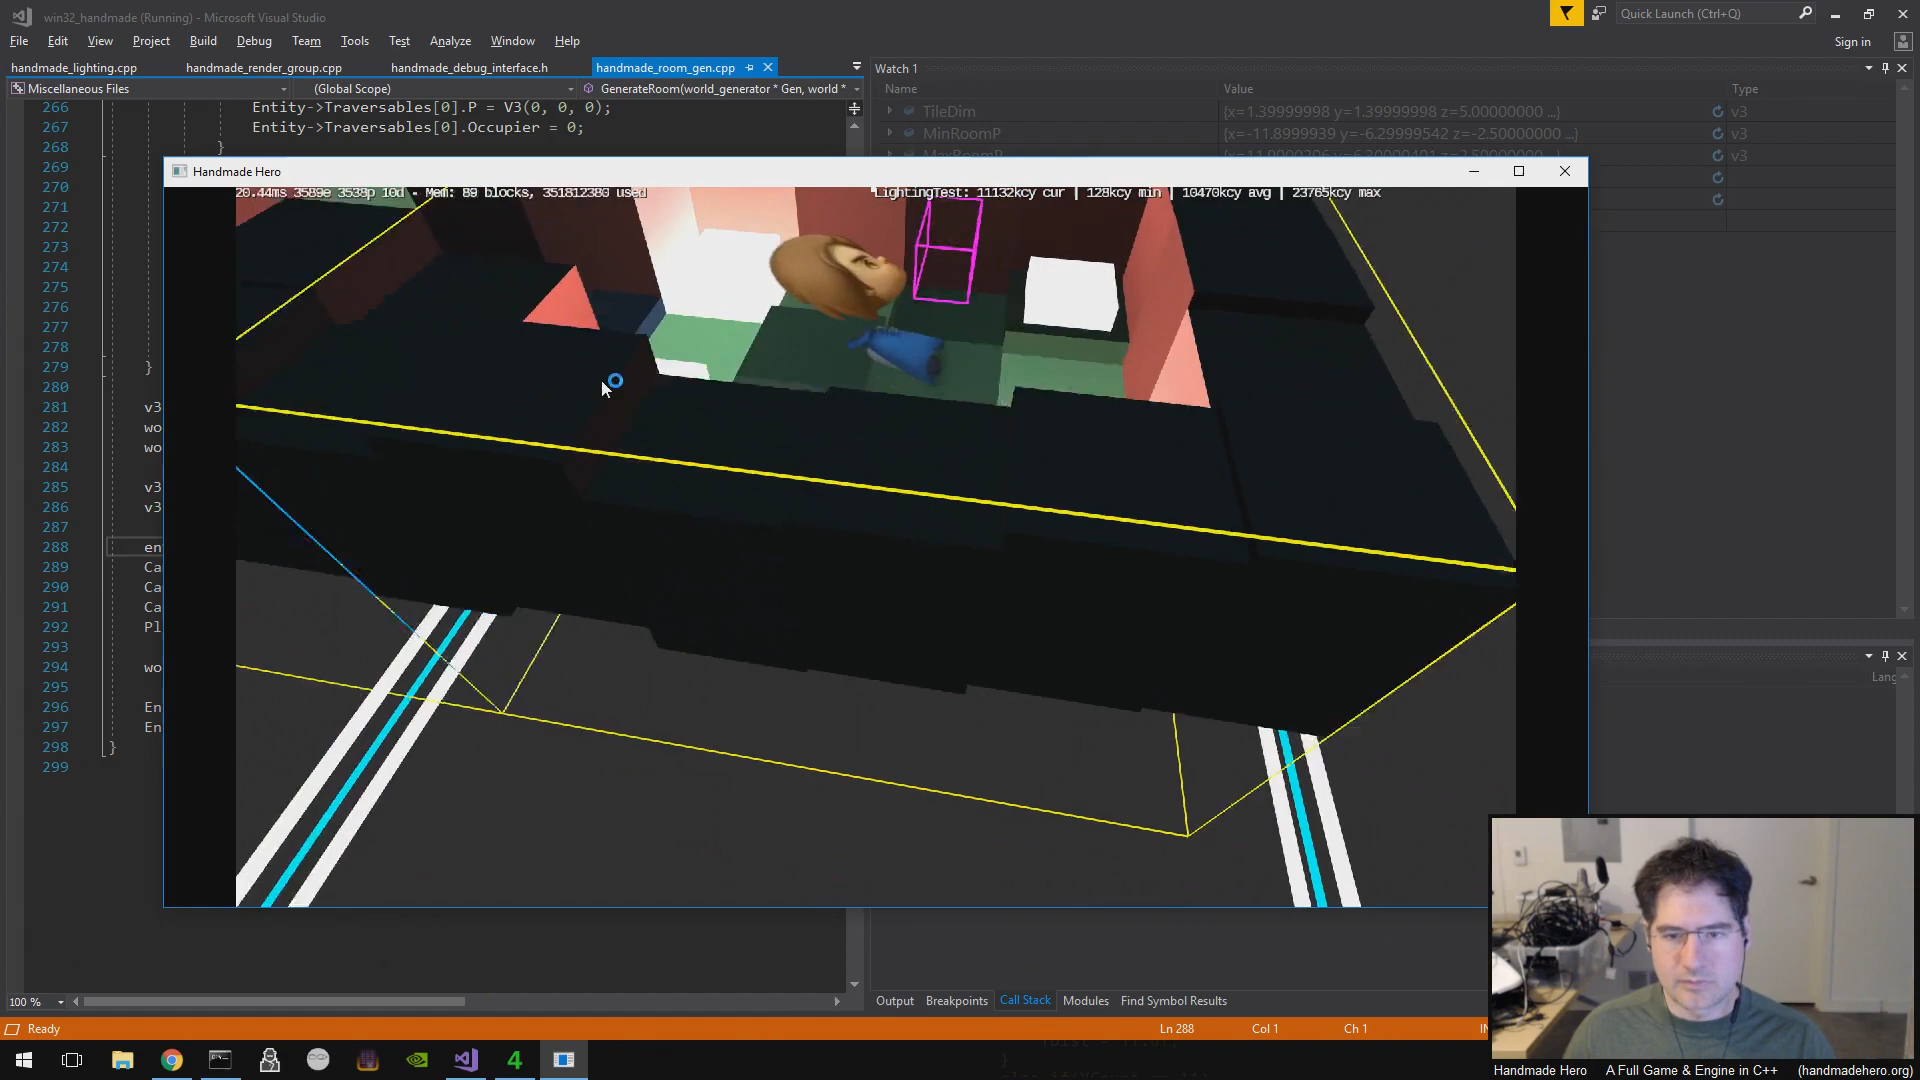 win32_handmade (Running) - Microsoft Visual Studio
Quick Launch (Ctrl+Q)
File Edit View Project Build Debug Team Tools Test Analyze Window Help
Sign in
handmade_lighting.cpp handmade_render_group.cpp handmade_debug_interface.h handmade_room_gen.cpp
Watch 1
Miscellaneous Files (Global Scope) GenerateRoom(world_generator * Gen, world *
Name Value Type
266 Entity->Traversables[0].P = V3(0, 0, 0);
TileDim {x=1.39999998 y=1.39999998 z=5.00000000 ...} v3
267 Entity->Traversables[0].Occupier = 0;
MinRoomP {x=-11.8999939 y=-6.29999542 z=-2.50000000 ...} v3
268 }
v3
269
Handmade Hero
270
20.44ms 3589e 3538p 10d - Mem: 89 blocks, 351812380 used
LightingTest: 11132kcy cur | 128kcy min | 10470kcy avg | 23765kcy max
271
272
273
274
275
276
277
278
279 }
280
281 v3
282 wo
283 wo
284
285 v3
286 v3
287
288 en
289 Ca
290 Ca
291 Ca
292 Pl
293
294 wo
295
296 En
297 En
298 }
299
Lang
100 %
Output Breakpoints Call Stack Modules Find Symbol Results
Ready Ln 288 Col 1 Ch 1 IN
4
Handmade Hero A Full Game & Engine in C++ (handmadehero.org)